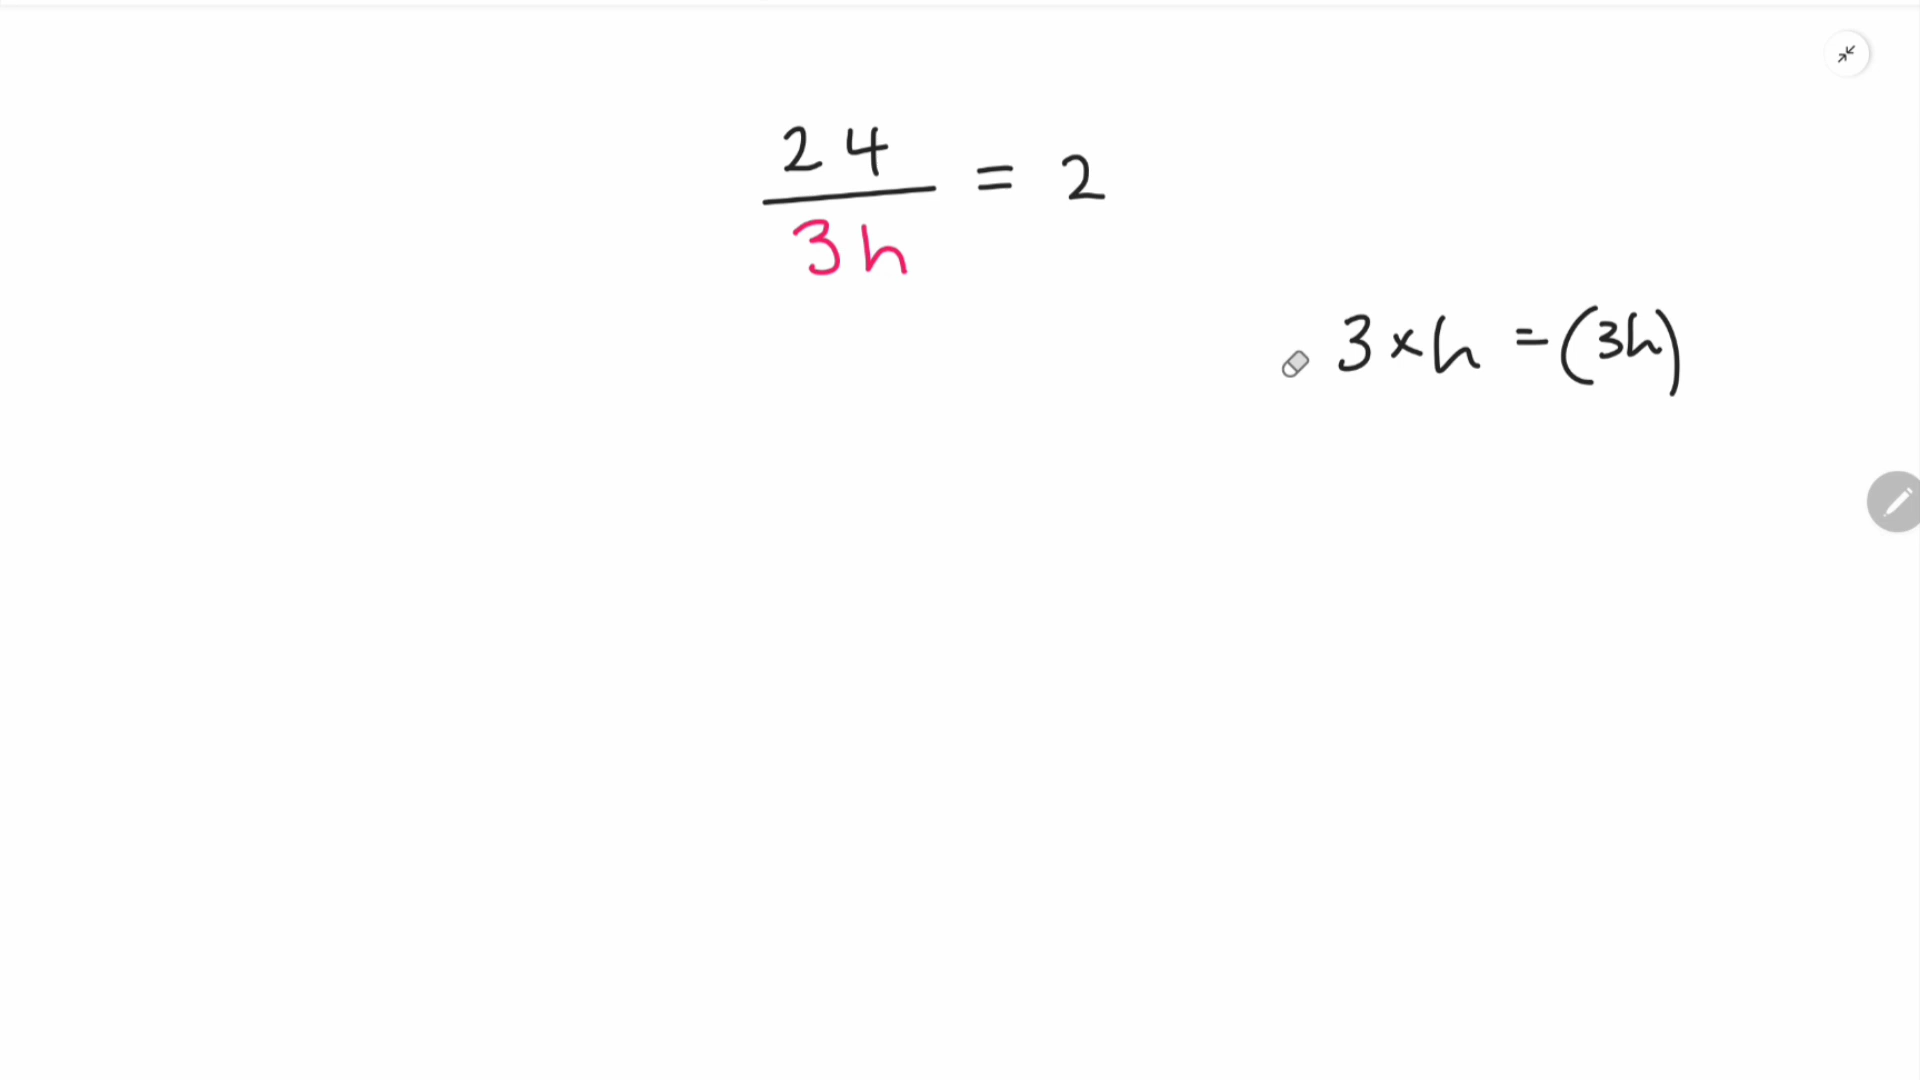 24/3h = 2
3 × h = (3h)